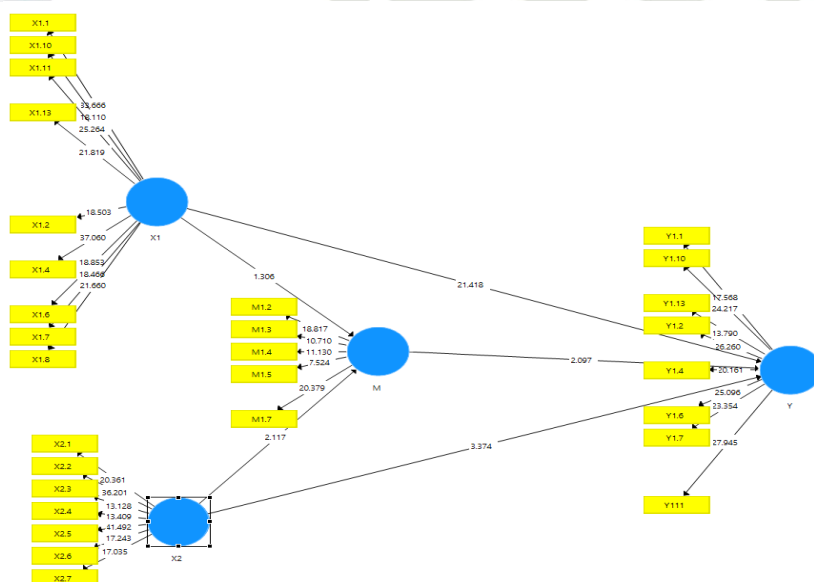 X1.1
X1.10
X1.11
X1.13
33.666
18.110
25.264
21.819
X1.2
18.503
X1
37.060
X1.4
18.853
18.466
21.660
X1.6
X1.7
X1.8
1.306
21.418
M1.2
M1.3
M1.4
M1.5
M1.7
18.817
10.710
11.130
7.524
20.379
M
2.117
2.097
3.374
X2.1
X2.2
X2.3
X2.4
X2.5
X2.6
X2.7
20.361
36.201
13.128
13.409
41.492
17.243
17.035
X2
Y1.1
Y1.10
Y1.13
Y1.2
Y1.4
Y1.6
Y1.7
Y111
17.568
24.217
13.790
26.260
20.161
25.096
23.354
27.945
Y